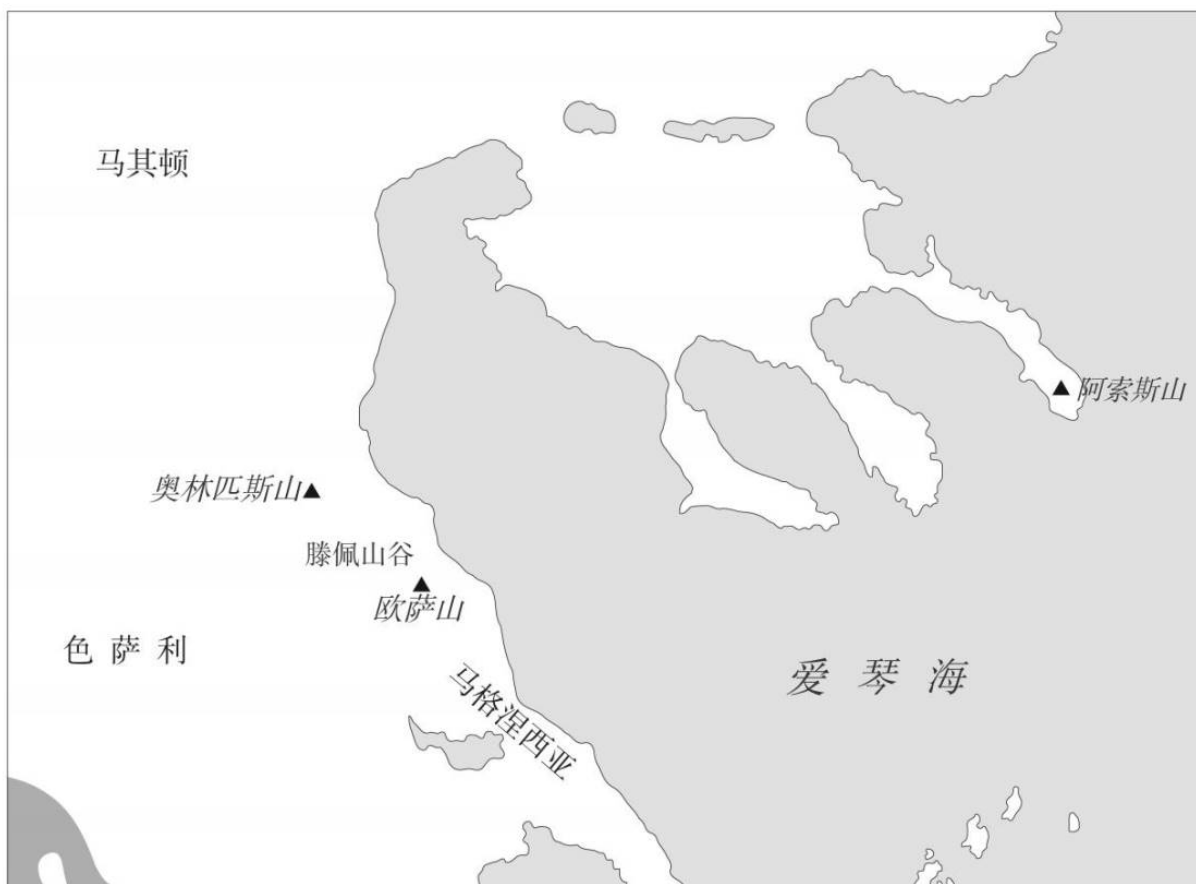 马其顿
阿索斯山
奥林匹斯山
滕佩山谷
欧萨山
色萨利
爱琴海
马格涅西亚